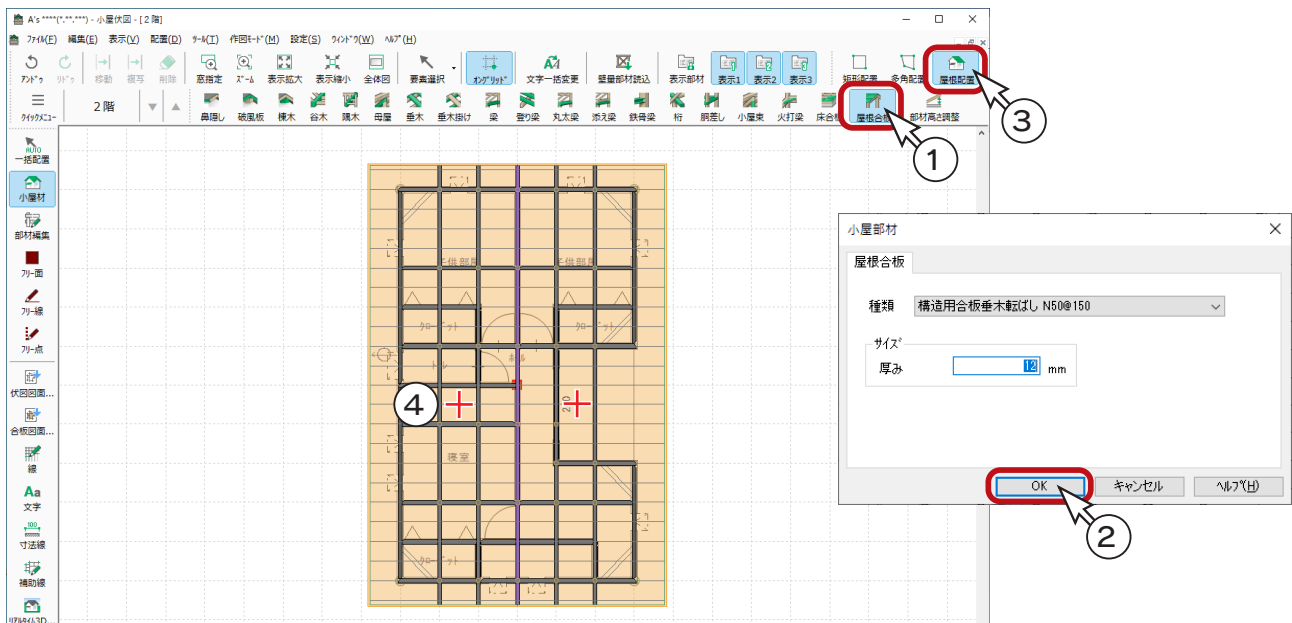 A's ****(*.**.***) - 小屋伏図 - [2 階]
ﾌｧｲﾙ(F) 編集(E) 表示(V) 配置(D) ﾂｰﾙ(T) 作図ﾓｰﾄﾞ(M) 設定(S) ｳｨﾝﾄﾞｳ(W) ﾍﾙﾌﾟ(H)
ｱﾝﾄﾞｩ ﾘﾄﾞｩ 移動 複写 削除 窓指定 ｽﾞｰﾑ 表示拡大 表示縮小 全体図 要素選択 ｵﾝｸﾞﾘｯﾄﾞ 文字一括変更 壁量部材読込 表示部材 表示1 表示2 表示3 矩形配置 多角配置 屋根配置
ｸｲｯｸﾒﾆｭｰ 2 階 鼻隠し 破風板 棟木 谷木 隅木 母屋 垂木 垂木掛け 梁 登り梁 丸太梁 添え梁 鉄骨梁 桁 胴差し 小屋束 火打梁 床合板 屋根合板 部材高さ調整
③
①
AUTO
一括配置
小屋材
部材編集
ﾌﾘｰ面
ﾌﾘｰ線
ﾌﾘｰ点
伏図図面...
合板図面...
線
Aa
文字
100
寸法線
補助線
ﾘｱﾙﾀｲﾑ3D...
子供部屋
子供部屋
ｸﾛｰｾﾞｯﾄ
ｸﾛｰｾﾞｯﾄ
ﾎｰﾙ
ﾄｲﾚ
④
寝室
ｸﾛｰｾﾞｯﾄ
小屋部材
屋根合板
種類 構造用合板垂木転ばし N50@150
ｻｲｽﾞ
厚み 12 mm
OK キャンセル ﾍﾙﾌﾟ(H)
②